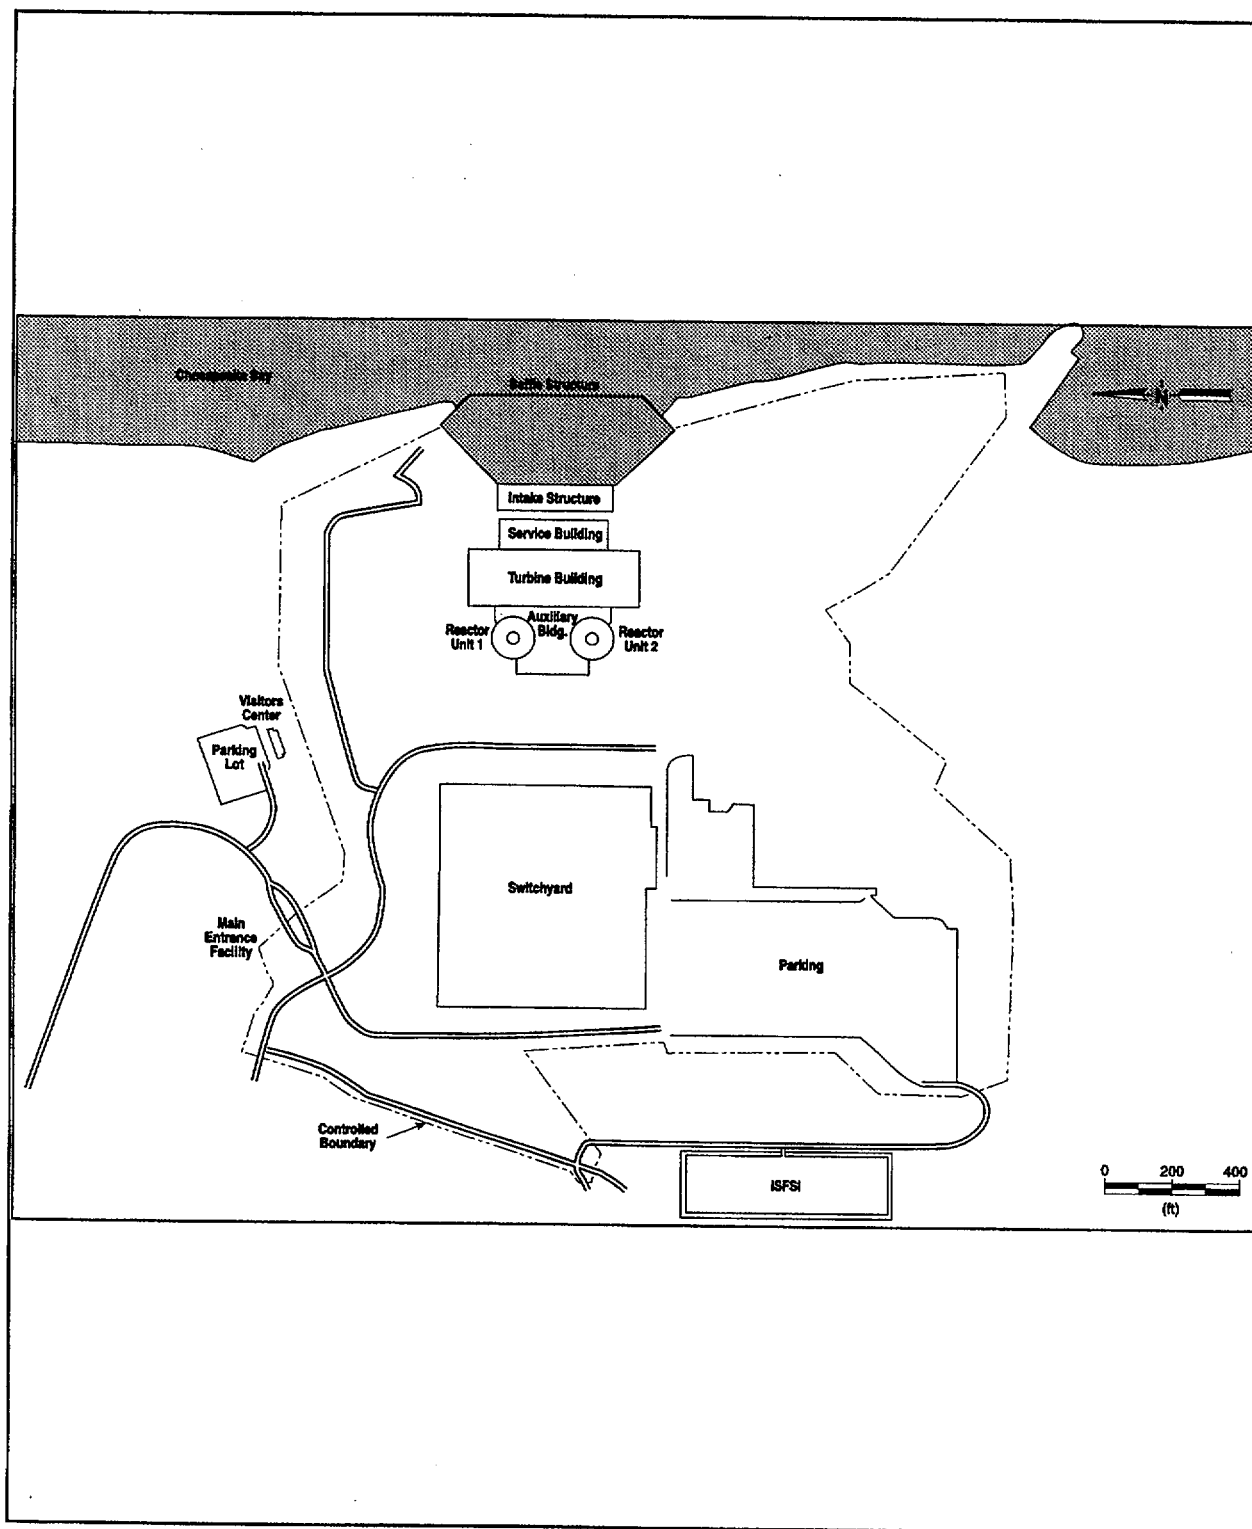 Chesapeake Bay
Baffle Structure
N
Intake Structure
Service Building
Turbine Building
Auxiliary
Bldg.
Reactor
Unit 1
Reactor
Unit 2
Visitors
Center
Parking
Lot
Switchyard
Main
Entrance
Facility
Parking
Controlled
Boundary
ISFSI
0 200 400
(ft)